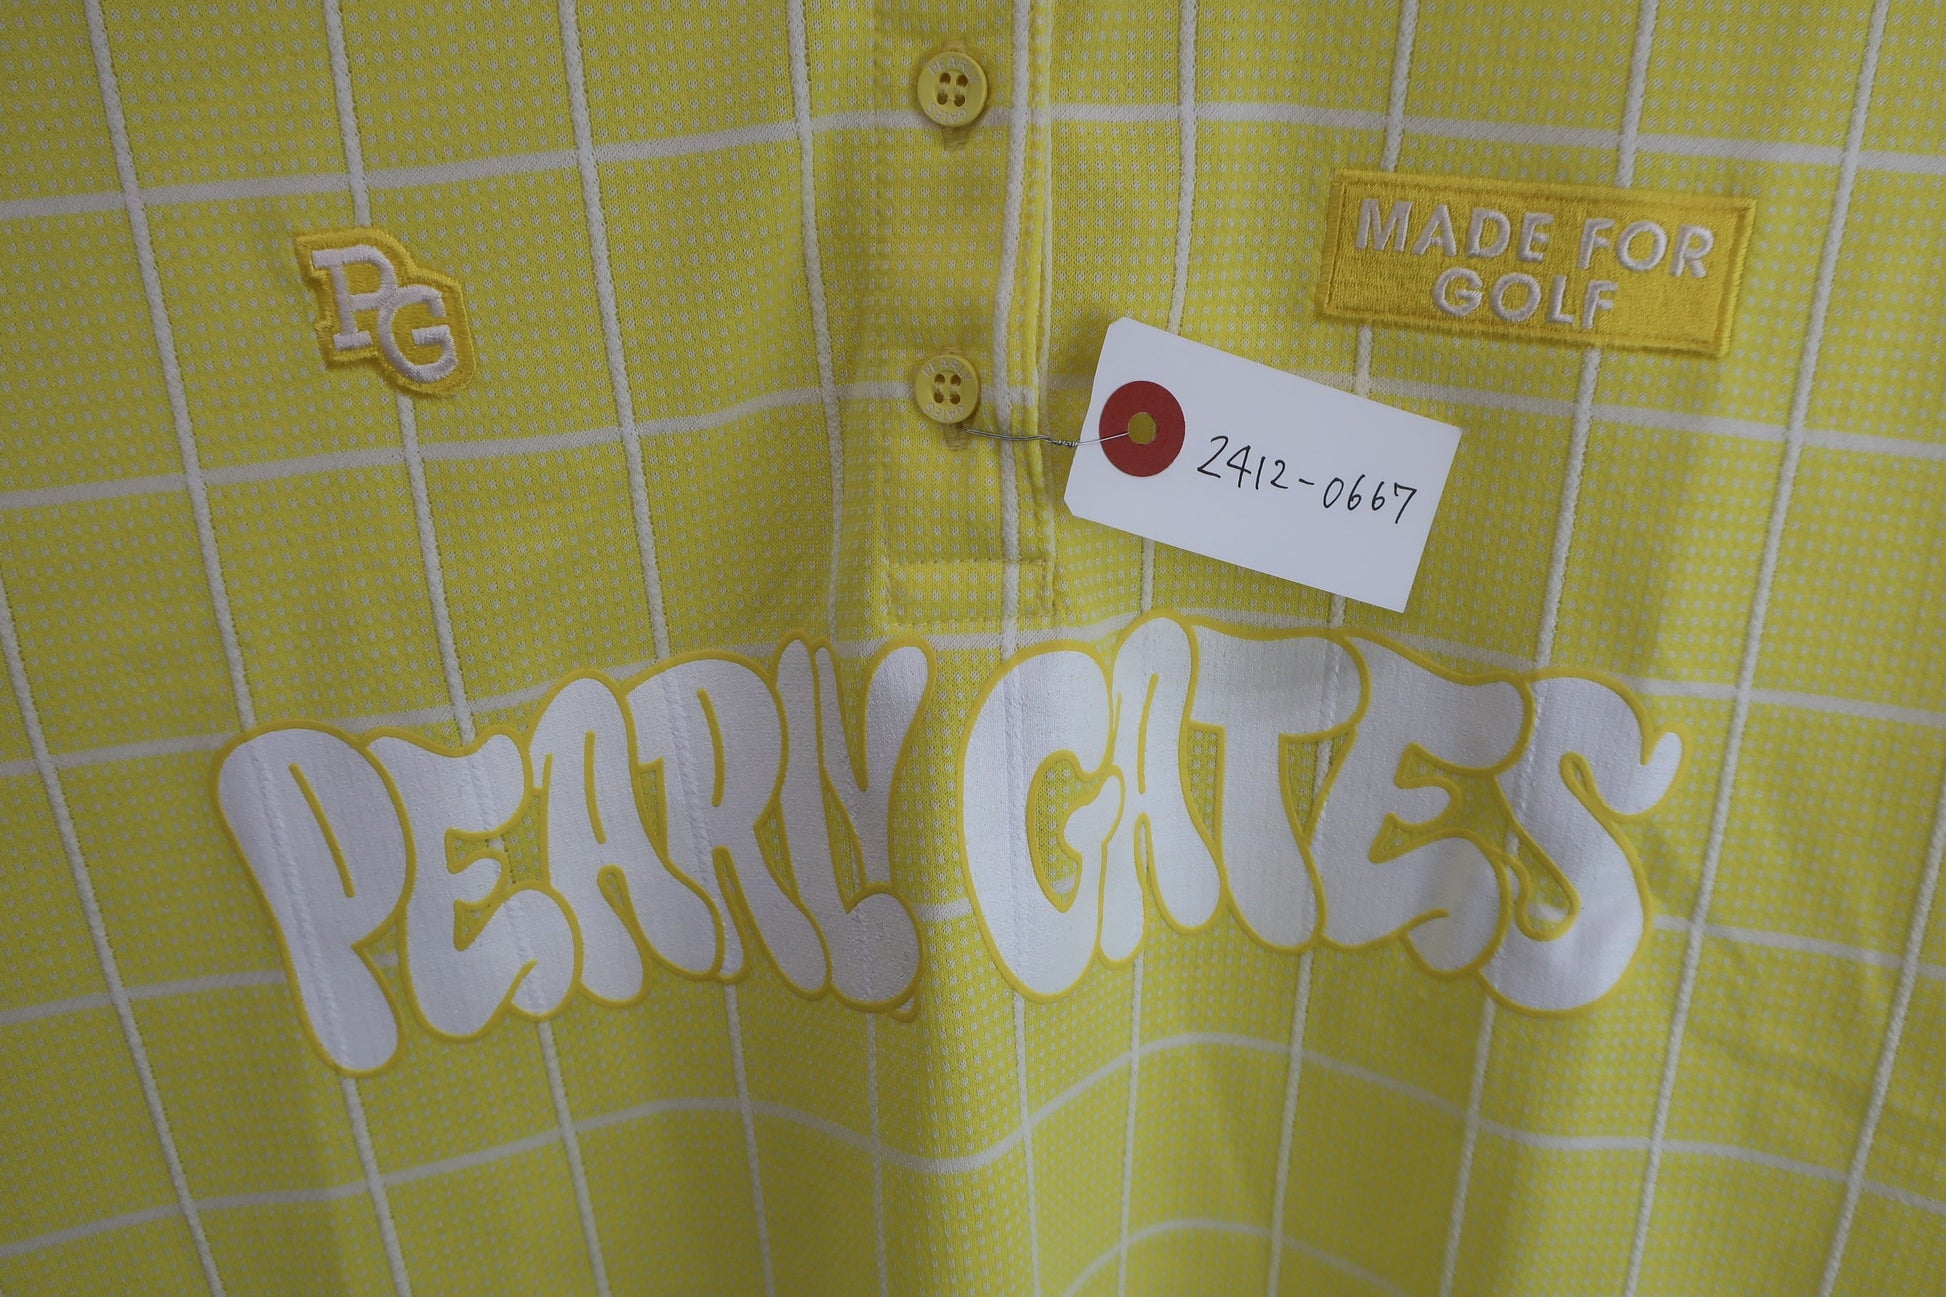 PG
MADE FOR
GOLF
2412-0667
PEARLY GATES